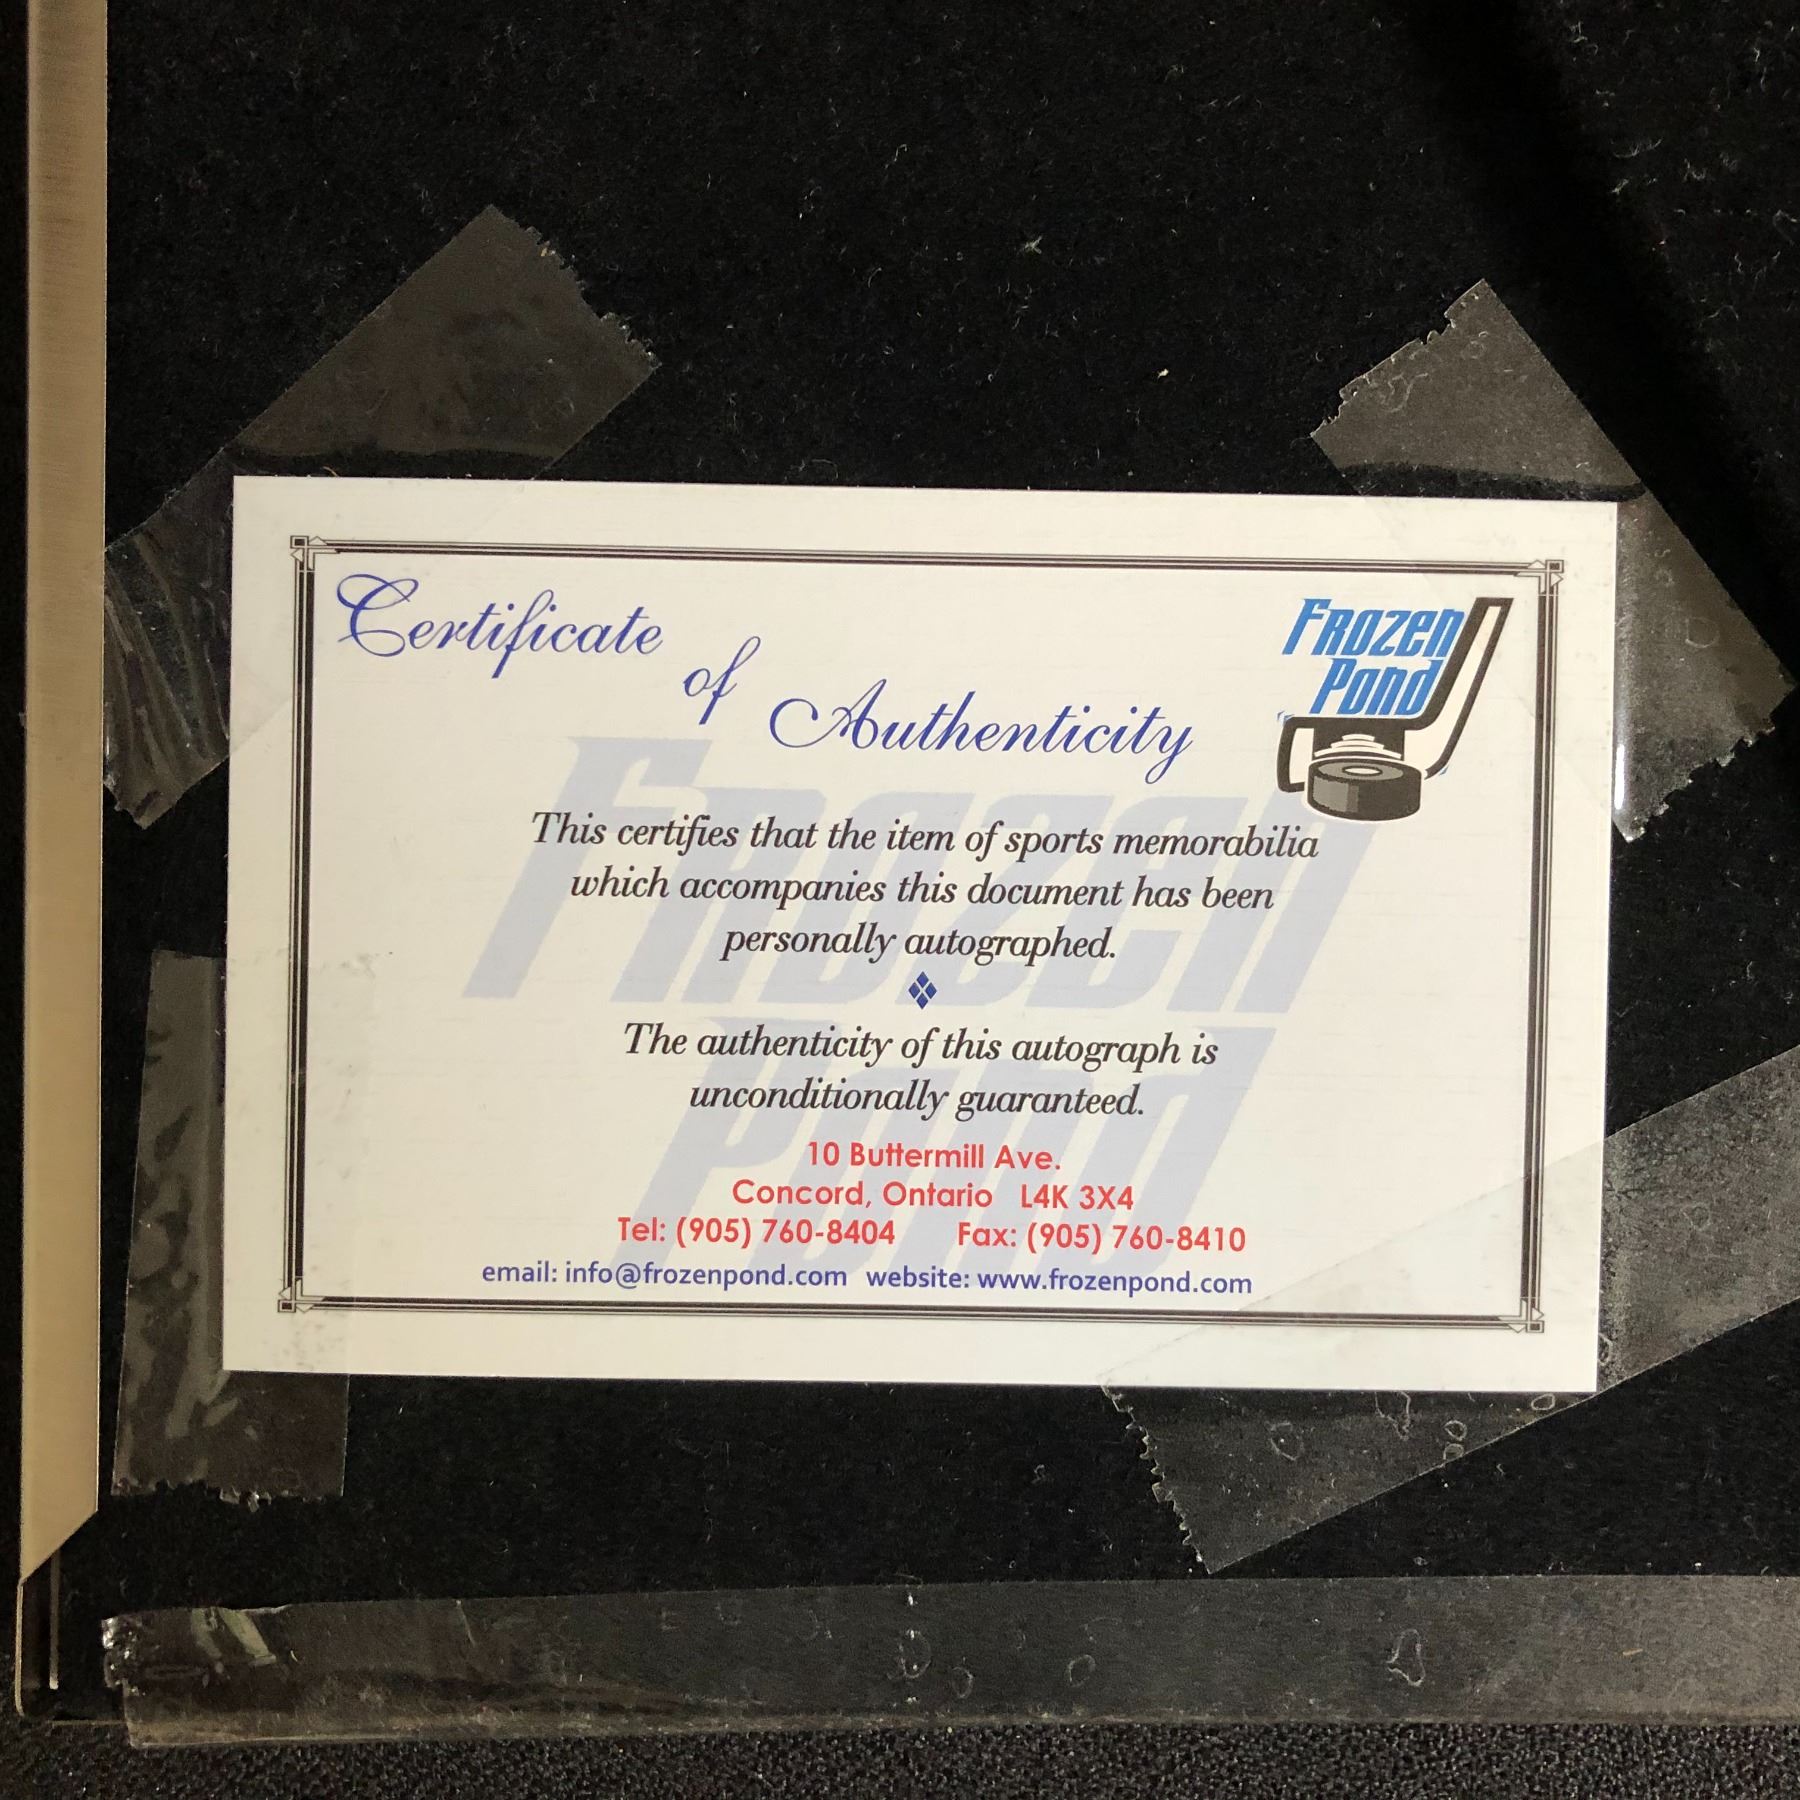 Certificate
of
Authenticity
FROZEN
POND
FROZEN
POND
This certifies that the item of sports memorabilia
which accompanies this document has been
personally autographed.
The authenticity of this autograph is
unconditionally guaranteed.
10 Buttermill Ave.
Concord, Ontario L4K 3X4
Tel: (905) 760-8404 Fax: (905) 760-8410
email: info@frozenpond.com website: www.frozenpond.com